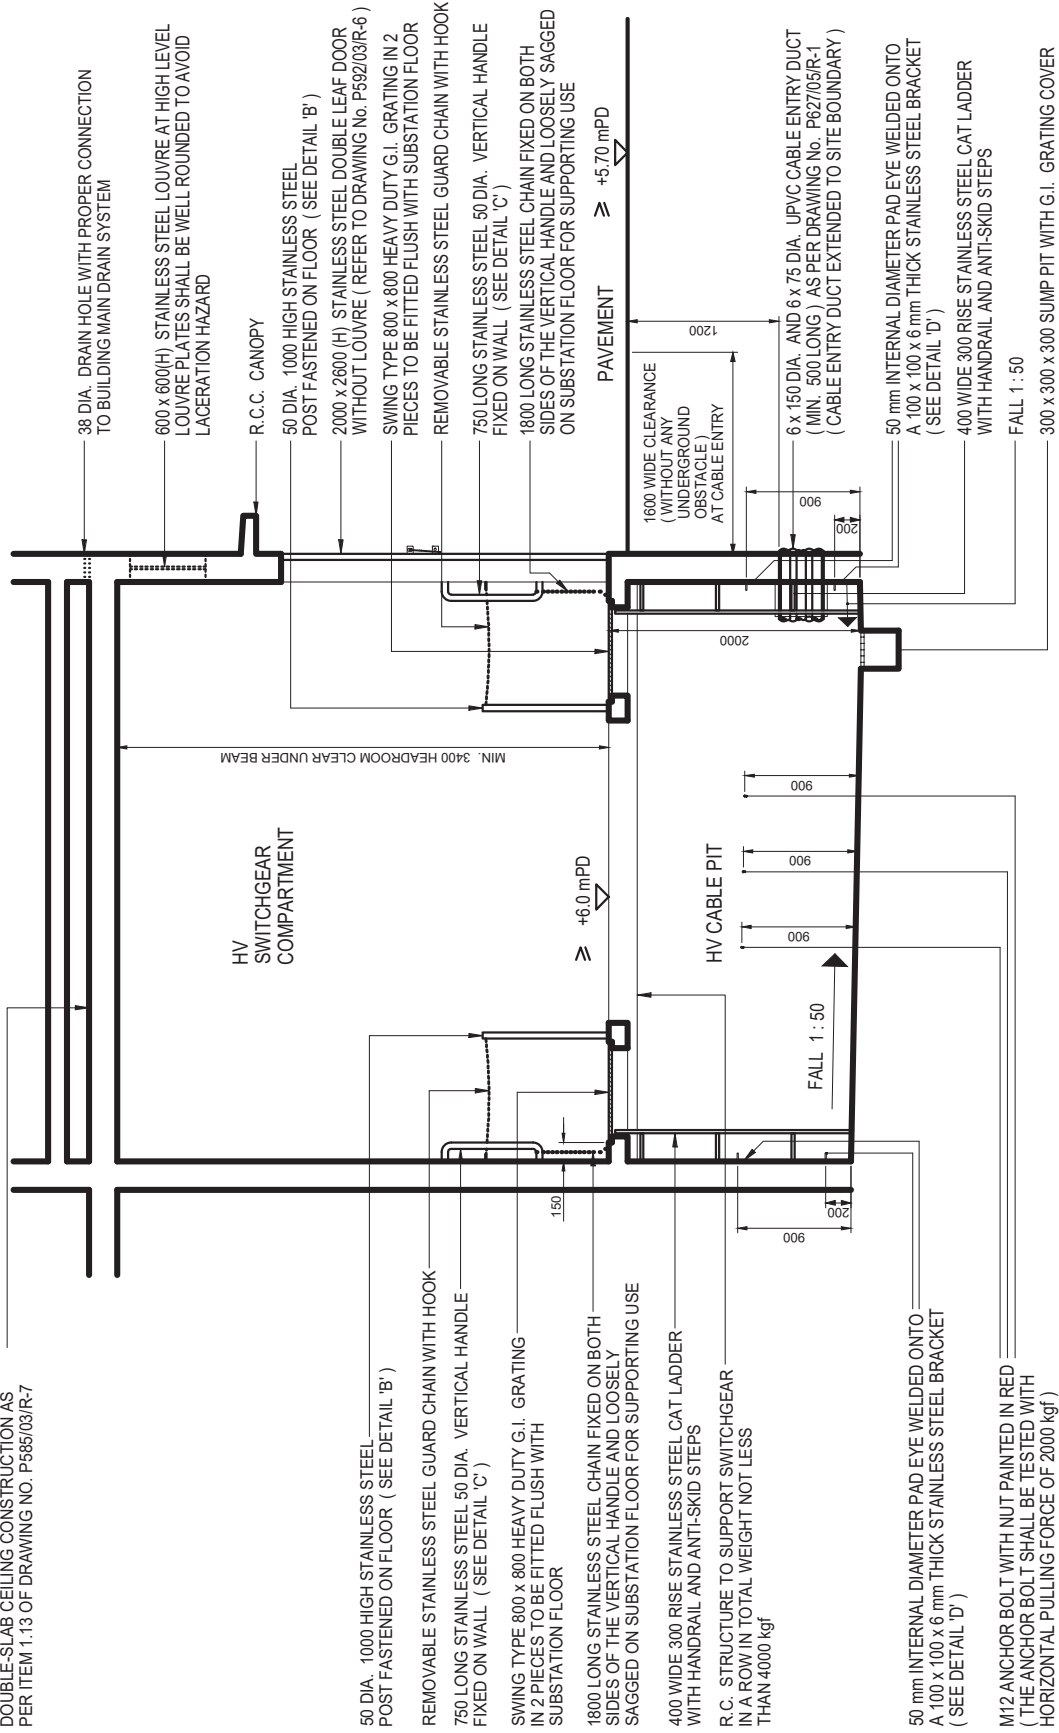 DOUBLE-SLAB CEILING CONSTRUCTION AS
PER ITEM 1.13 OF DRAWING NO. P585/03/R-7
50 DIA. 1000 HIGH STAINLESS STEEL
POST FASTENED ON FLOOR ( SEE DETAIL 'B' )
REMOVABLE STAINLESS STEEL GUARD CHAIN WITH HOOK
750 LONG STAINLESS STEEL 50 DIA. VERTICAL HANDLE
FIXED ON WALL ( SEE DETAIL 'C' )
SWING TYPE 800 x 800 HEAVY DUTY G.I. GRATING
IN 2 PIECES TO BE FITTED FLUSH WITH
SUBSTATION FLOOR
1800 LONG STAINLESS STEEL CHAIN FIXED ON BOTH
SIDES OF THE VERTICAL HANDLE AND LOOSELY
SAGGED ON SUBSTATION FLOOR FOR SUPPORTING USE
400 WIDE 300 RISE STAINLESS STEEL CAT LADDER
WITH HANDRAIL AND ANTI-SKID STEPS
R.C. STRUCTURE TO SUPPORT SWITCHGEAR
IN A ROW IN TOTAL WEIGHT NOT LESS
THAN 4000 kgf
50 mm INTERNAL DIAMETER PAD EYE WELDED ONTO
A 100 x 100 x 6 mm THICK STAINLESS STEEL BRACKET
( SEE DETAIL 'D' )
M12 ANCHOR BOLT WITH NUT PAINTED IN RED
( THE ANCHOR BOLT SHALL BE TESTED WITH
HORIZONTAL PULLING FORCE OF 2000 kgf )
150
200
900
HV
SWITCHGEAR
COMPARTMENT
MIN. 3400 HEADROOM CLEAR UNDER BEAM
≥ +6.0 mPD
HV CABLE PIT
FALL 1 : 50
900
900
900
2000
200
900
1200
1600 WIDE CLEARANCE
( WITHOUT ANY
UNDERGROUND
OBSTACLE )
AT CABLE ENTRY
PAVEMENT ≥ +5.70 mPD
38 DIA. DRAIN HOLE WITH PROPER CONNECTION
TO BUILDING MAIN DRAIN SYSTEM
600 x 600(H) STAINLESS STEEL LOUVRE AT HIGH LEVEL
LOUVRE PLATES SHALL BE WELL ROUNDED TO AVOID
LACERATION HAZARD
R.C.C. CANOPY
50 DIA. 1000 HIGH STAINLESS STEEL
POST FASTENED ON FLOOR ( SEE DETAIL 'B' )
2000 x 2600 (H) STAINLESS STEEL DOUBLE LEAF DOOR
WITHOUT LOUVRE ( REFER TO DRAWING No. P592/03/R-6 )
SWING TYPE 800 x 800 HEAVY DUTY G.I. GRATING IN 2
PIECES TO BE FITTED FLUSH WITH SUBSTATION FLOOR
REMOVABLE STAINLESS STEEL GUARD CHAIN WITH HOOK
750 LONG STAINLESS STEEL 50 DIA. VERTICAL HANDLE
FIXED ON WALL ( SEE DETAIL 'C' )
1800 LONG STAINLESS STEEL CHAIN FIXED ON BOTH
SIDES OF THE VERTICAL HANDLE AND LOOSELY SAGGED
ON SUBSTATION FLOOR FOR SUPPORTING USE
6 x 150 DIA. AND 6 x 75 DIA. UPVC CABLE ENTRY DUCT
( MIN. 500 LONG ) AS PER DRAWING No. P627/05/R-1
( CABLE ENTRY DUCT EXTENDED TO SITE BOUNDARY )
50 mm INTERNAL DIAMETER PAD EYE WELDED ONTO
A 100 x 100 x 6 mm THICK STAINLESS STEEL BRACKET
( SEE DETAIL 'D' )
400 WIDE 300 RISE STAINLESS STEEL CAT LADDER
WITH HANDRAIL AND ANTI-SKID STEPS
FALL 1 : 50
300 x 300 x 300 SUMP PIT WITH G.I. GRATING COVER